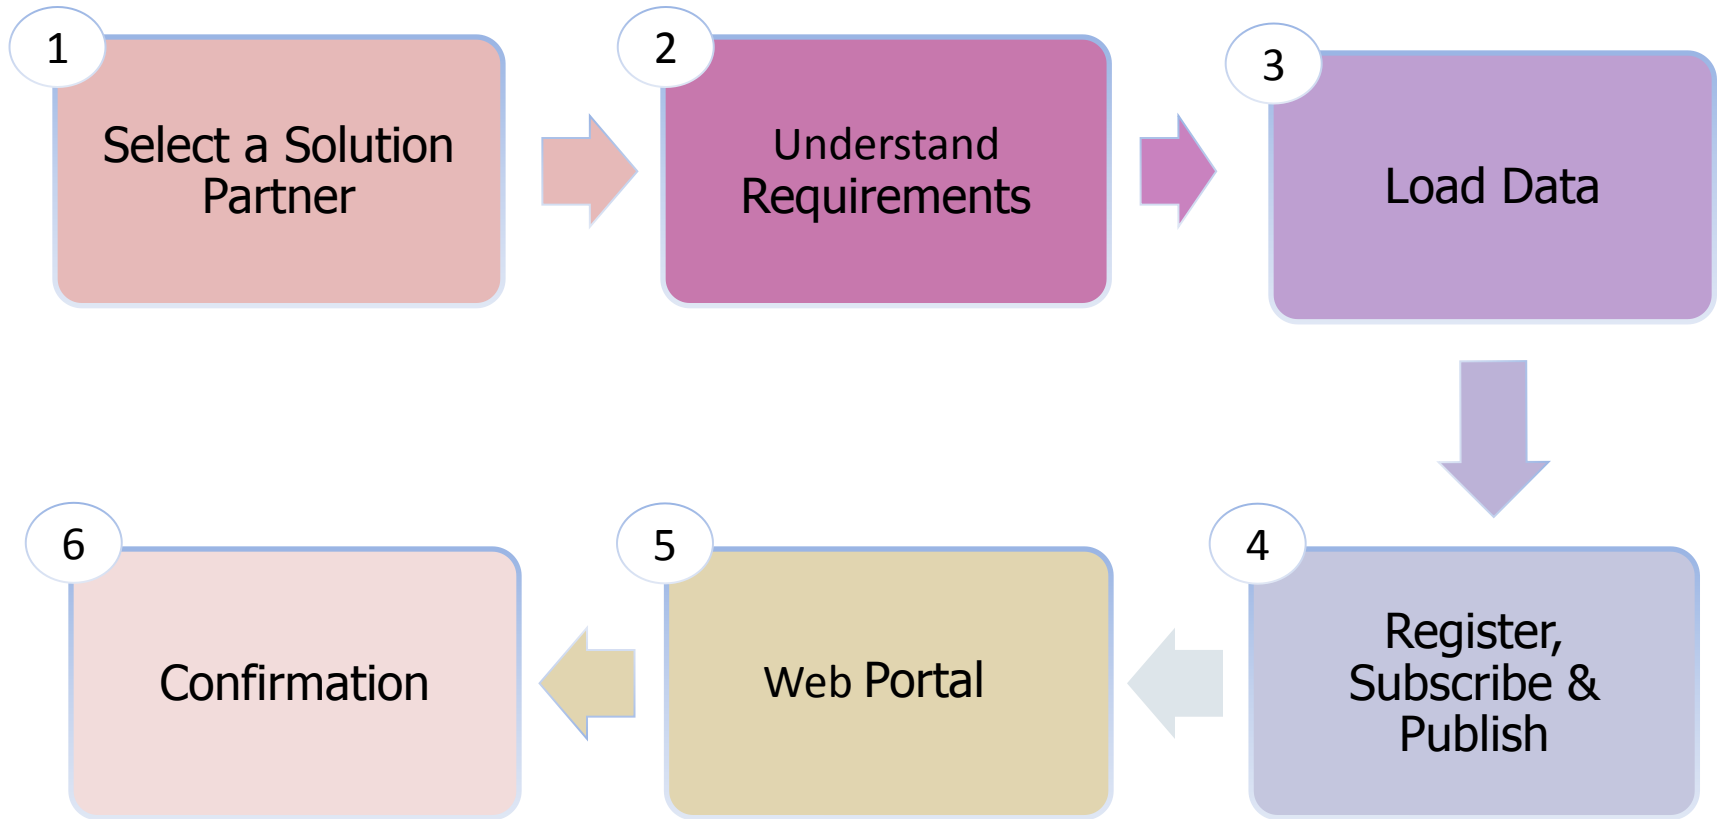 1
Select a Solution
Partner
2
Understand
Requirements
3
Load Data
4
Register,
Subscribe &
Publish
5
Web Portal
6
Confirmation